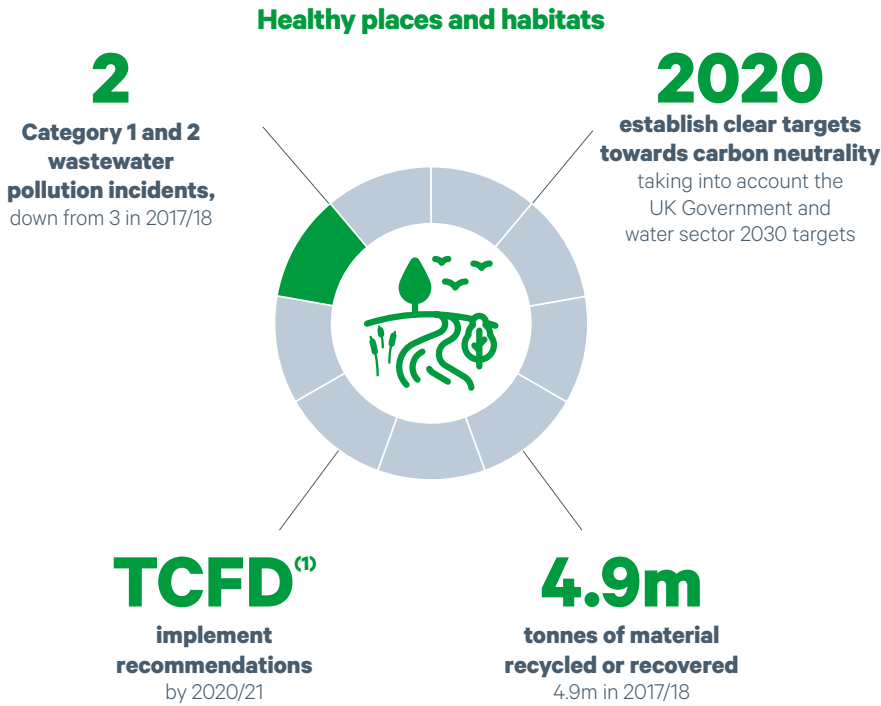 Healthy places and habitats
2
Category 1 and 2
wastewater
pollution incidents,
down from 3 in 2017/18
2020
establish clear targets
towards carbon neutrality
taking into account the
UK Government and
water sector 2030 targets
TCFD(1)
implement
recommendations
by 2020/21
4.9m
tonnes of material
recycled or recovered
4.9m in 2017/18